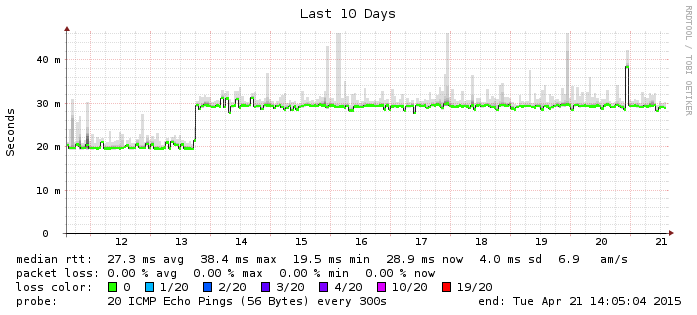 Last 10 Days
RRDTOOL / TOBI OETIKER
Seconds
40 m
30 m
20 m
10 m
0
12 13 14 15 16 17 18 19 20 21
median rtt: 27.3 ms avg 38.4 ms max 19.5 ms min 28.9 ms now 4.0 ms sd 6.9 am/s
packet loss: 0.00 % avg 0.00 % max 0.00 % min 0.00 % now
loss color: 0 1/20 2/20 3/20 4/20 10/20 19/20
probe: 20 ICMP Echo Pings (56 Bytes) every 300s end: Tue Apr 21 14:05:04 2015